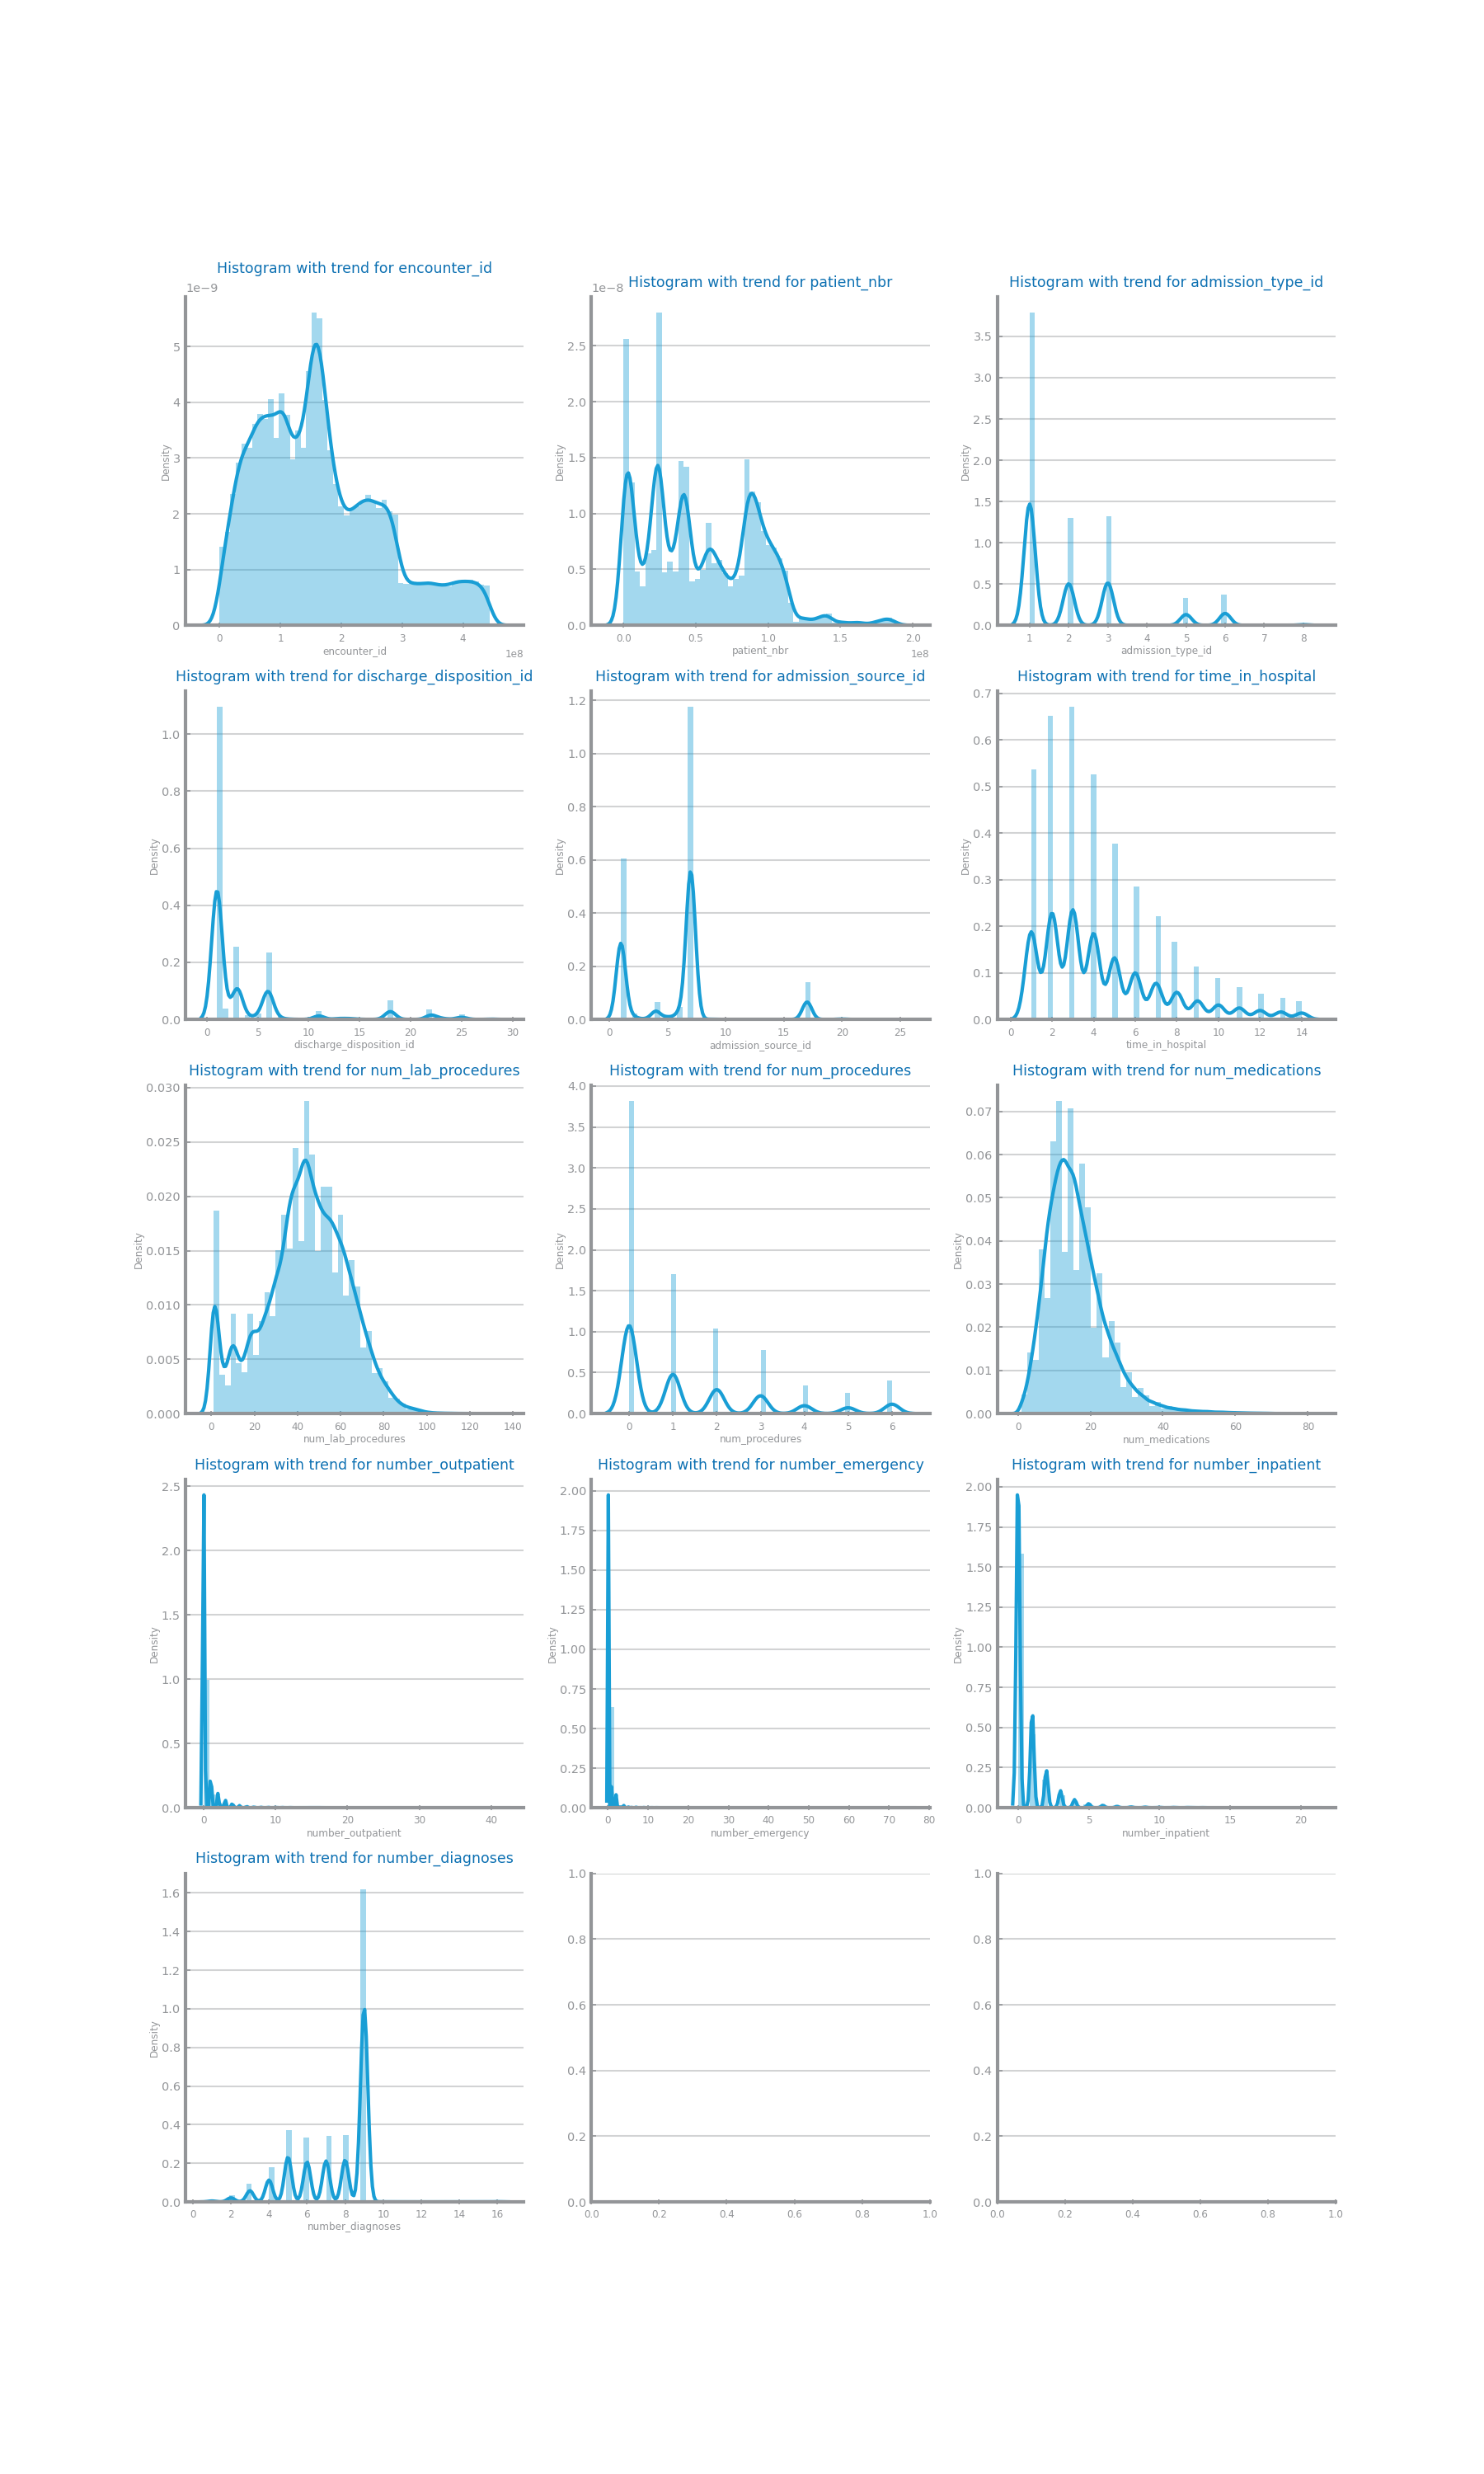 Histogram with trend for encounter_id
1e−9
Density
5
4
3
2
1
0
0 1 2 3 4
encounter_id
1e8
Histogram with trend for patient_nbr
1e−8
Density
2.5
2.0
1.5
1.0
0.5
0.0
0.0 0.5 1.0 1.5 2.0
patient_nbr
1e8
Histogram with trend for admission_type_id
Density
3.5
3.0
2.5
2.0
1.5
1.0
0.5
0.0
1 2 3 4 5 6 7 8
admission_type_id
Histogram with trend for discharge_disposition_id
Density
1.0
0.8
0.6
0.4
0.2
0.0
0 5 10 15 20 25 30
discharge_disposition_id
Histogram with trend for admission_source_id
Density
1.2
1.0
0.8
0.6
0.4
0.2
0.0
0 5 10 15 20 25
admission_source_id
Histogram with trend for time_in_hospital
Density
0.7
0.6
0.5
0.4
0.3
0.2
0.1
0.0
0 2 4 6 8 10 12 14
time_in_hospital
Histogram with trend for num_lab_procedures
Density
0.030
0.025
0.020
0.015
0.010
0.005
0.000
0 20 40 60 80 100 120 140
num_lab_procedures
Histogram with trend for num_procedures
Density
4.0
3.5
3.0
2.5
2.0
1.5
1.0
0.5
0.0
0 1 2 3 4 5 6
num_procedures
Histogram with trend for num_medications
Density
0.07
0.06
0.05
0.04
0.03
0.02
0.01
0.00
0 20 40 60 80
num_medications
Histogram with trend for number_outpatient
Density
2.5
2.0
1.5
1.0
0.5
0.0
0 10 20 30 40
number_outpatient
Histogram with trend for number_emergency
Density
2.00
1.75
1.50
1.25
1.00
0.75
0.50
0.25
0.00
0 10 20 30 40 50 60 70 80
number_emergency
Histogram with trend for number_inpatient
Density
2.00
1.75
1.50
1.25
1.00
0.75
0.50
0.25
0.00
0 5 10 15 20
number_inpatient
Histogram with trend for number_diagnoses
Density
1.6
1.4
1.2
1.0
0.8
0.6
0.4
0.2
0.0
0 2 4 6 8 10 12 14 16
number_diagnoses
1.0
0.8
0.6
0.4
0.2
0.0
0.0 0.2 0.4 0.6 0.8 1.0
1.0
0.8
0.6
0.4
0.2
0.0
0.0 0.2 0.4 0.6 0.8 1.0